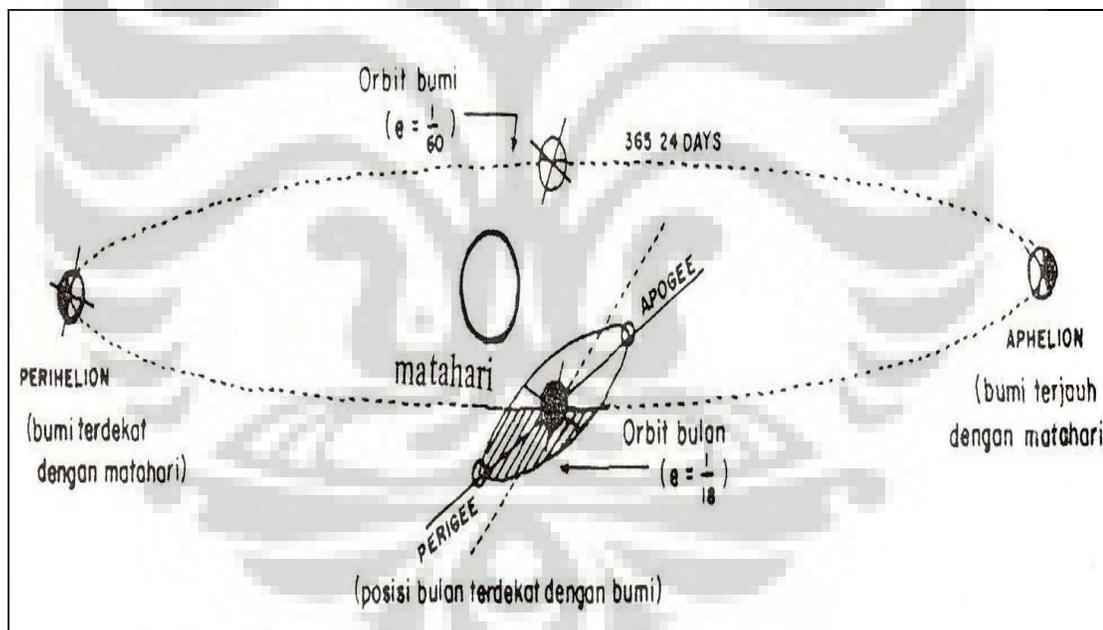 Orbit bumi
(e = 1/60)
365 24 DAYS
APOGEE
matahari
PERIHELION
(bumi terdekat
dengan matahari)
APHELION
(bumi terjauh
dengan matahari
Orbit bulan
(e = 1/18)
PERIGEE
(posisi bulan terdekat dengan bumi)